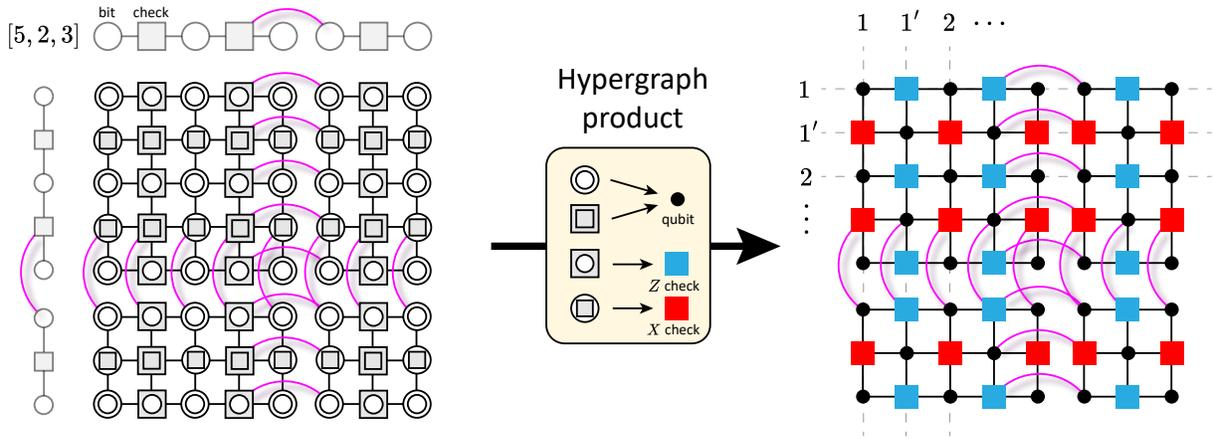 [5, 2, 3]
bit check
Hypergraph
product
qubit
Z check
X check
1 1′ 2 ⋯
1
1′
2
⋮